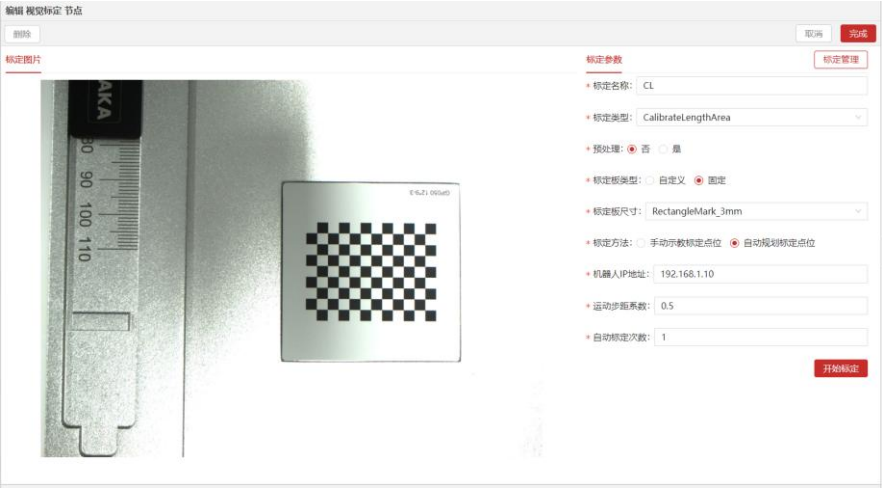 编辑 视觉标定 节点
删除
取消
完成
标定图片
标定参数
标定管理
* 标定名称: CL
* 标定类型: CalibrateLengthArea
* 预处理: 否 是
* 标定板类型: 自定义 固定
* 标定板尺寸: RectangleMark_3mm
* 标定方法: 手动示教标定点位 自动规划标定点位
* 机器人IP地址: 192.168.1.10
* 运动步距系数: 0.5
* 自动标定次数: 1
开始标定
AKA
80 90 100 110
GP050 12*9-3